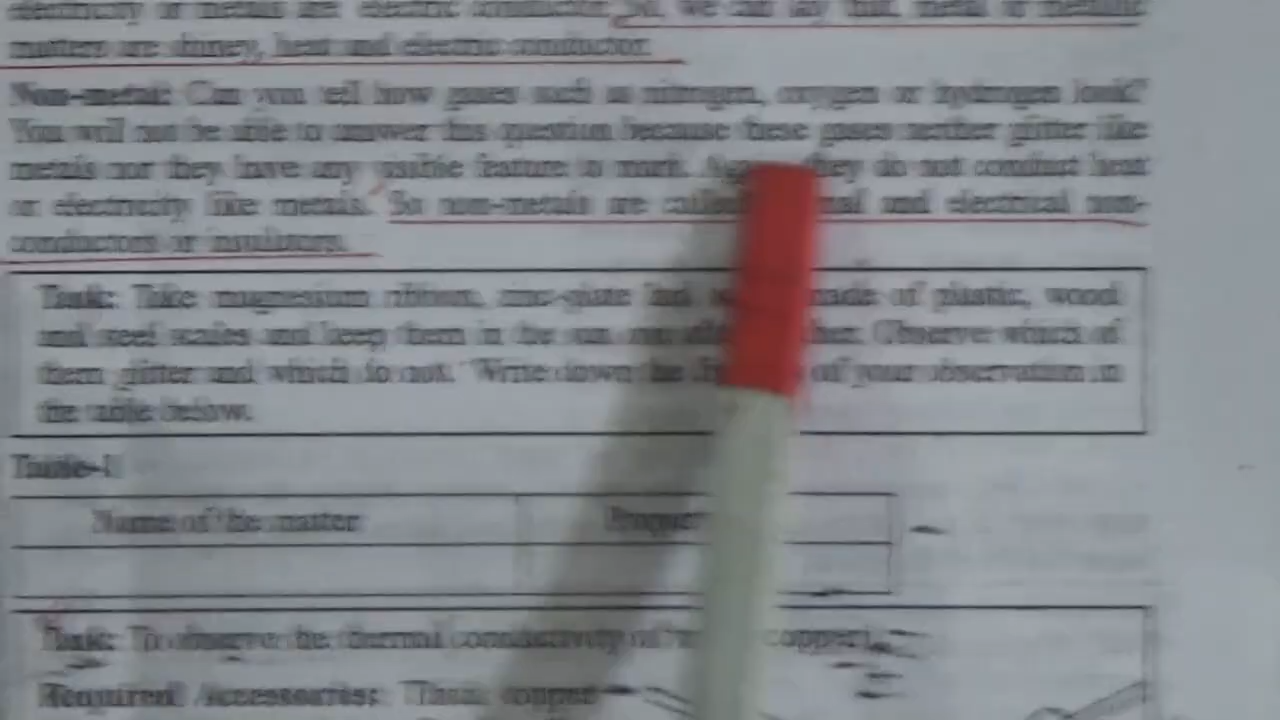 electricity or metals are electric conductor. So, we can say that, metal or metallic
matters are shiney, heat and electric conductor.
Non-metal: Can you tell how gases such as nitrogen, oxygen or hydrogen look?
You will not be able to answer this question because these gases neither glitter like
metals nor they have any visible feature to mark. they do not conduct heat
or electricity like metals. So non-metals are called and electrical non-
conductors or insulators.
Task: Take magnesium ribbon, zinc-plate made of plastic, wood
and steel scales and keep them in the sun Observe which of
them glitter and which do not. Write down the of your observation in
the table below.
Table-1
Name of the matter
Task: To observe the thermal conductivity of copper).
Required Accessories: Thick copper